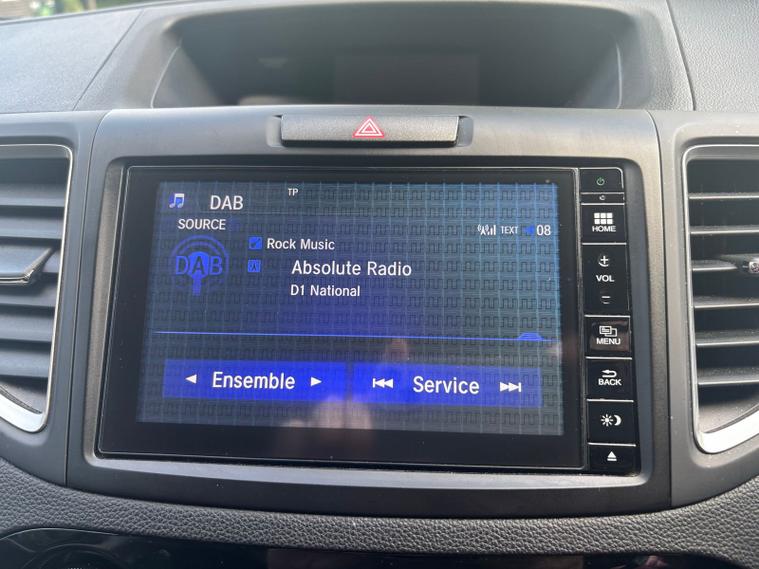 TP
DAB
SOURCE
TEXT 08
DAB
Rock Music
Absolute Radio
D1 National
Ensemble
Service
HOME
+
VOL
−
MENU
BACK